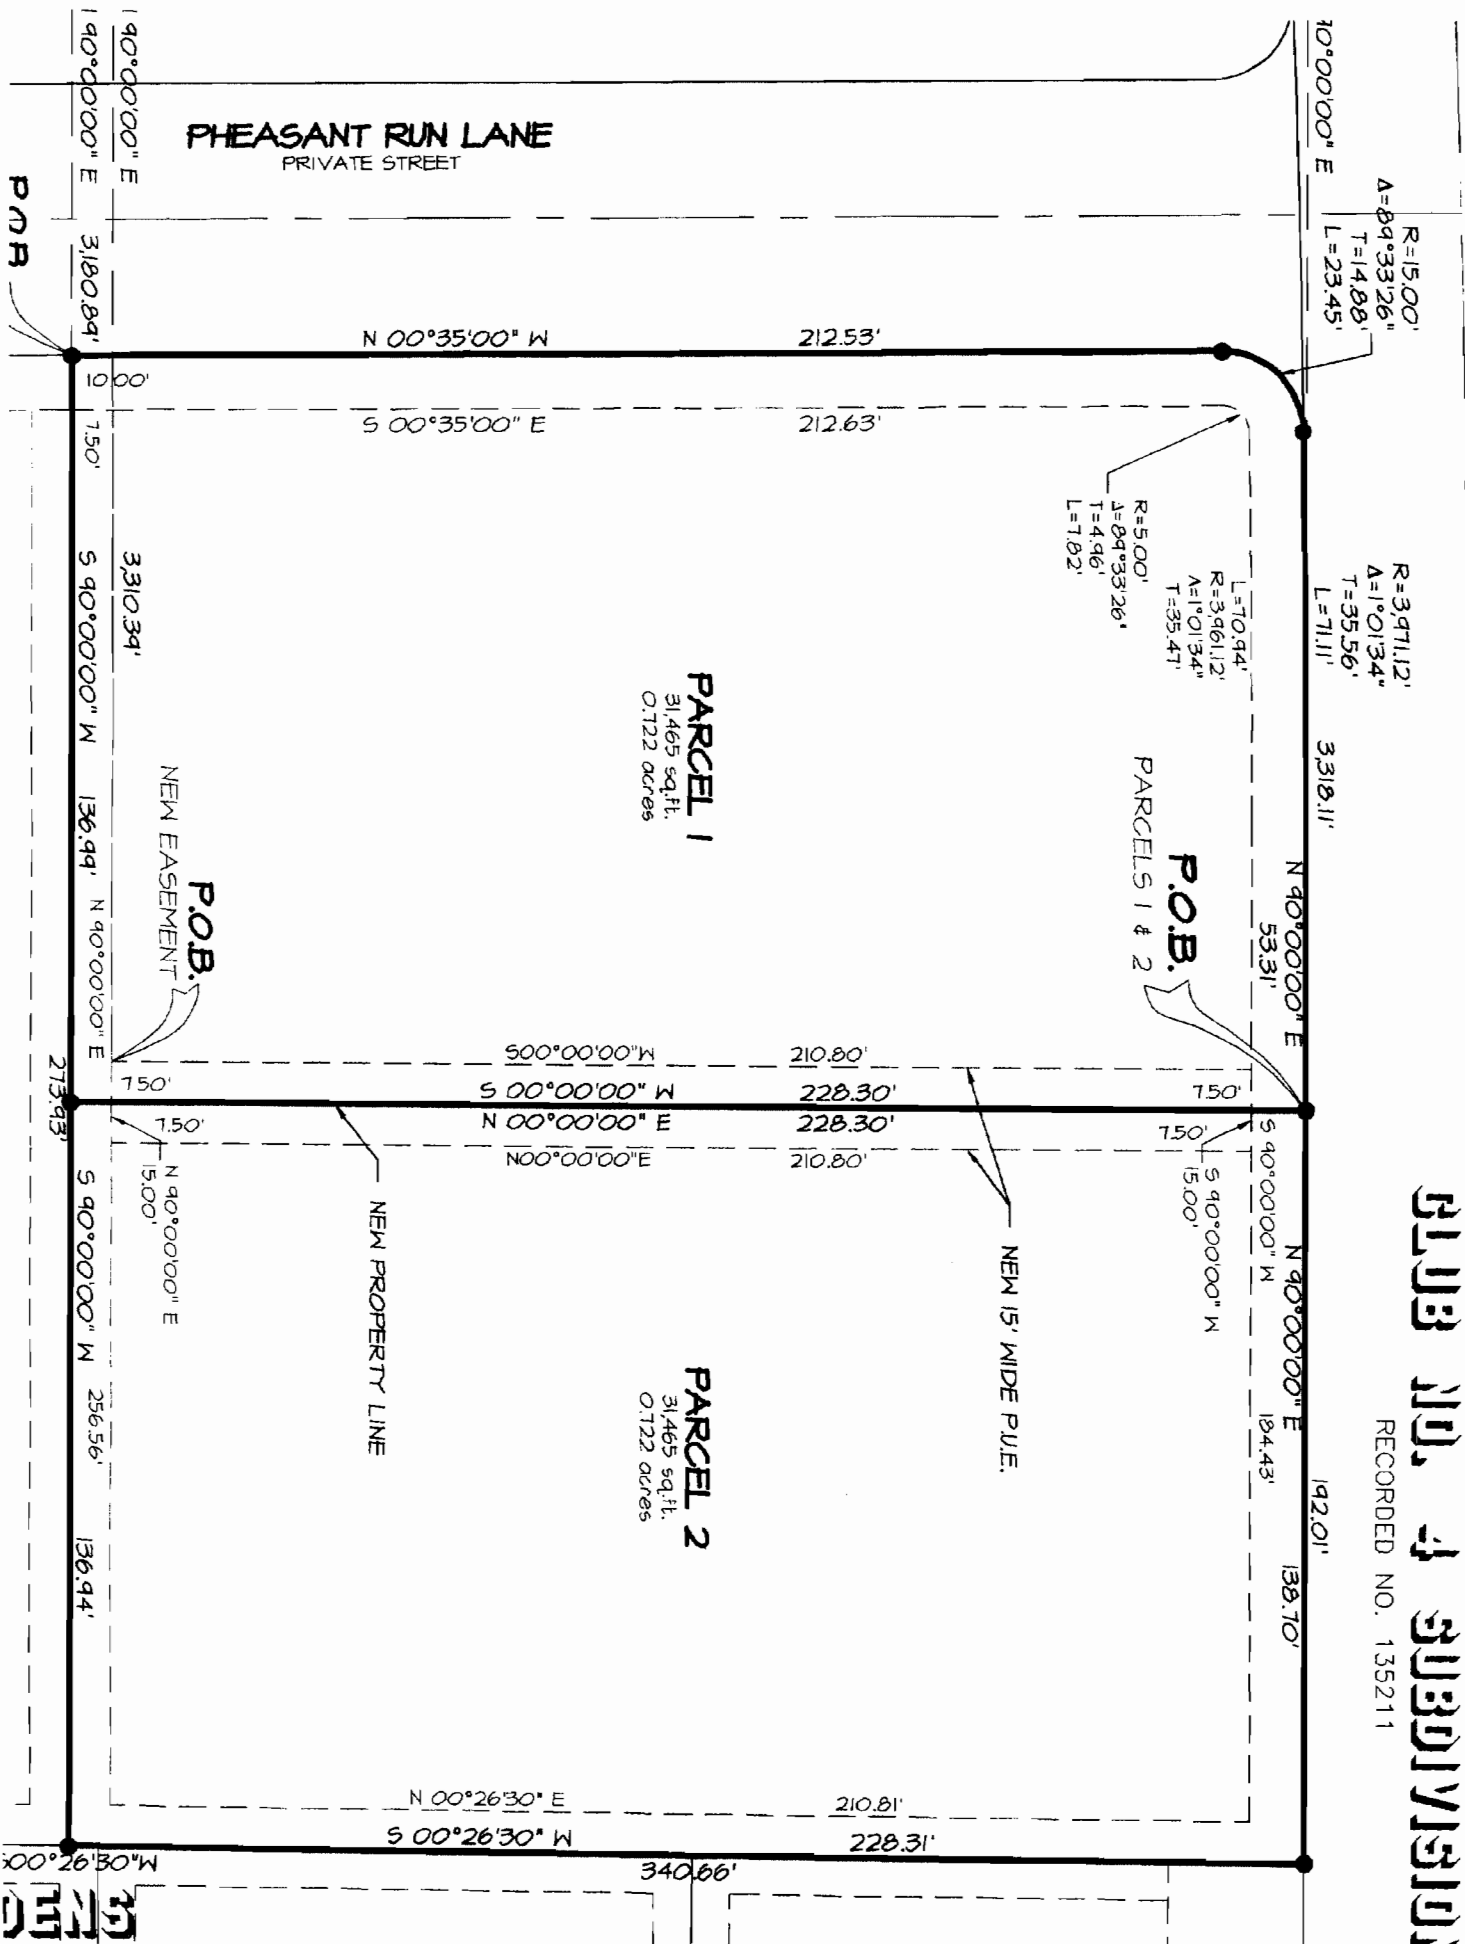 90°00'00" E
90°00'00" E
PHEASANT RUN LANE
PRIVATE STREET
3,180.89'
N 00°35'00" W 212.53'
S 00°35'00" E 212.63'
10.00'
7.50'
R=15.00'
Δ=89°33'26"
T=14.88'
L=23.45'
R=5.00'
Δ=89°33'26"
T=4.96'
L=7.82'
L=70.94'
R=3,961.12'
Δ=1°01'34"
T=35.47'
R=3,971.12'
Δ=1°01'34"
T=35.56'
L=71.11'
3,318.11'
N 90°00'00" E
53.31'
3,310.39'
S 90°00'00" W 136.99'
N 90°00'00" E
PARCEL 1
31,465 sq.ft.
0.722 acres
P.O.B.
NEW EASEMENT
P.O.B.
PARCELS 1 & 2
S00°00'00"W 210.80'
7.50' S 00°00'00" W 228.30' 7.50'
7.50' N 00°00'00" E 228.30' 7.50'
N00°00'00"E 210.80'
273.93'
N 90°00'00" E
15.00'
S 90°00'00" W
15.00'
NEW PROPERTY LINE
NEW 15' WIDE P.U.E.
S 90°00'00" W 184.43'
N 90°00'00" E 138.70'
192.01'
S 90°00'00" W 136.94'
256.56'
PARCEL 2
31,465 sq.ft.
0.722 acres
CLUB NO. 4 SUBDIVISION
RECORDED NO. 135211
N 00°26'30" E 210.81'
S 00°26'30" W 228.31'
340.66'
S00°26'30"W